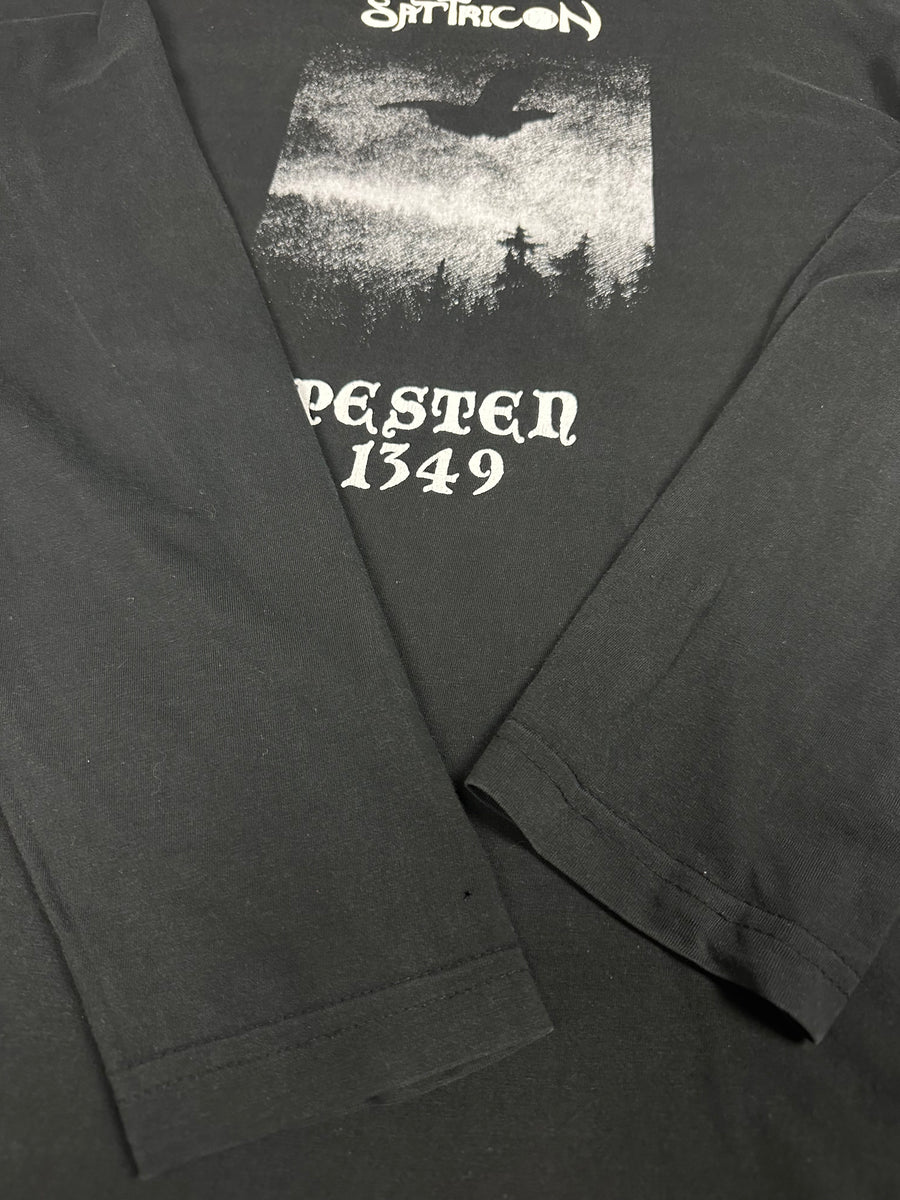 SATYRICON
PESTEN
1349